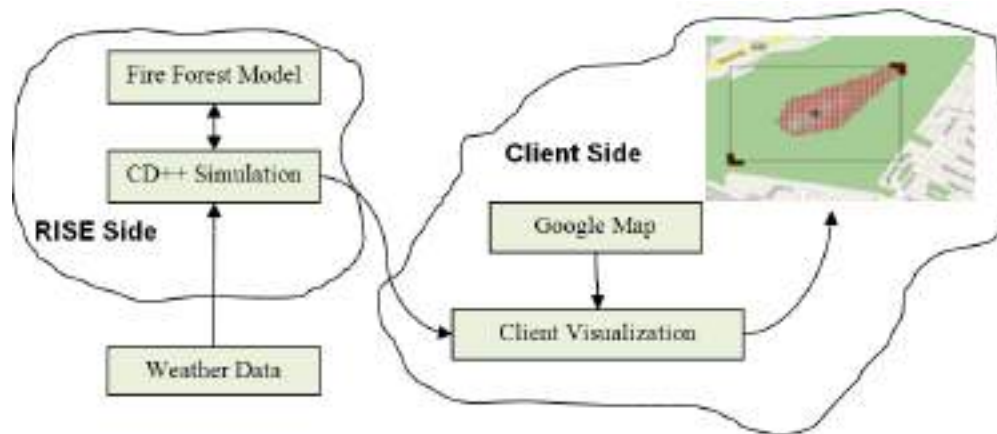 Fire Forest Model
CD++ Simulation
RISE Side
Weather Data
Client Side
Google Map
Client Visualization